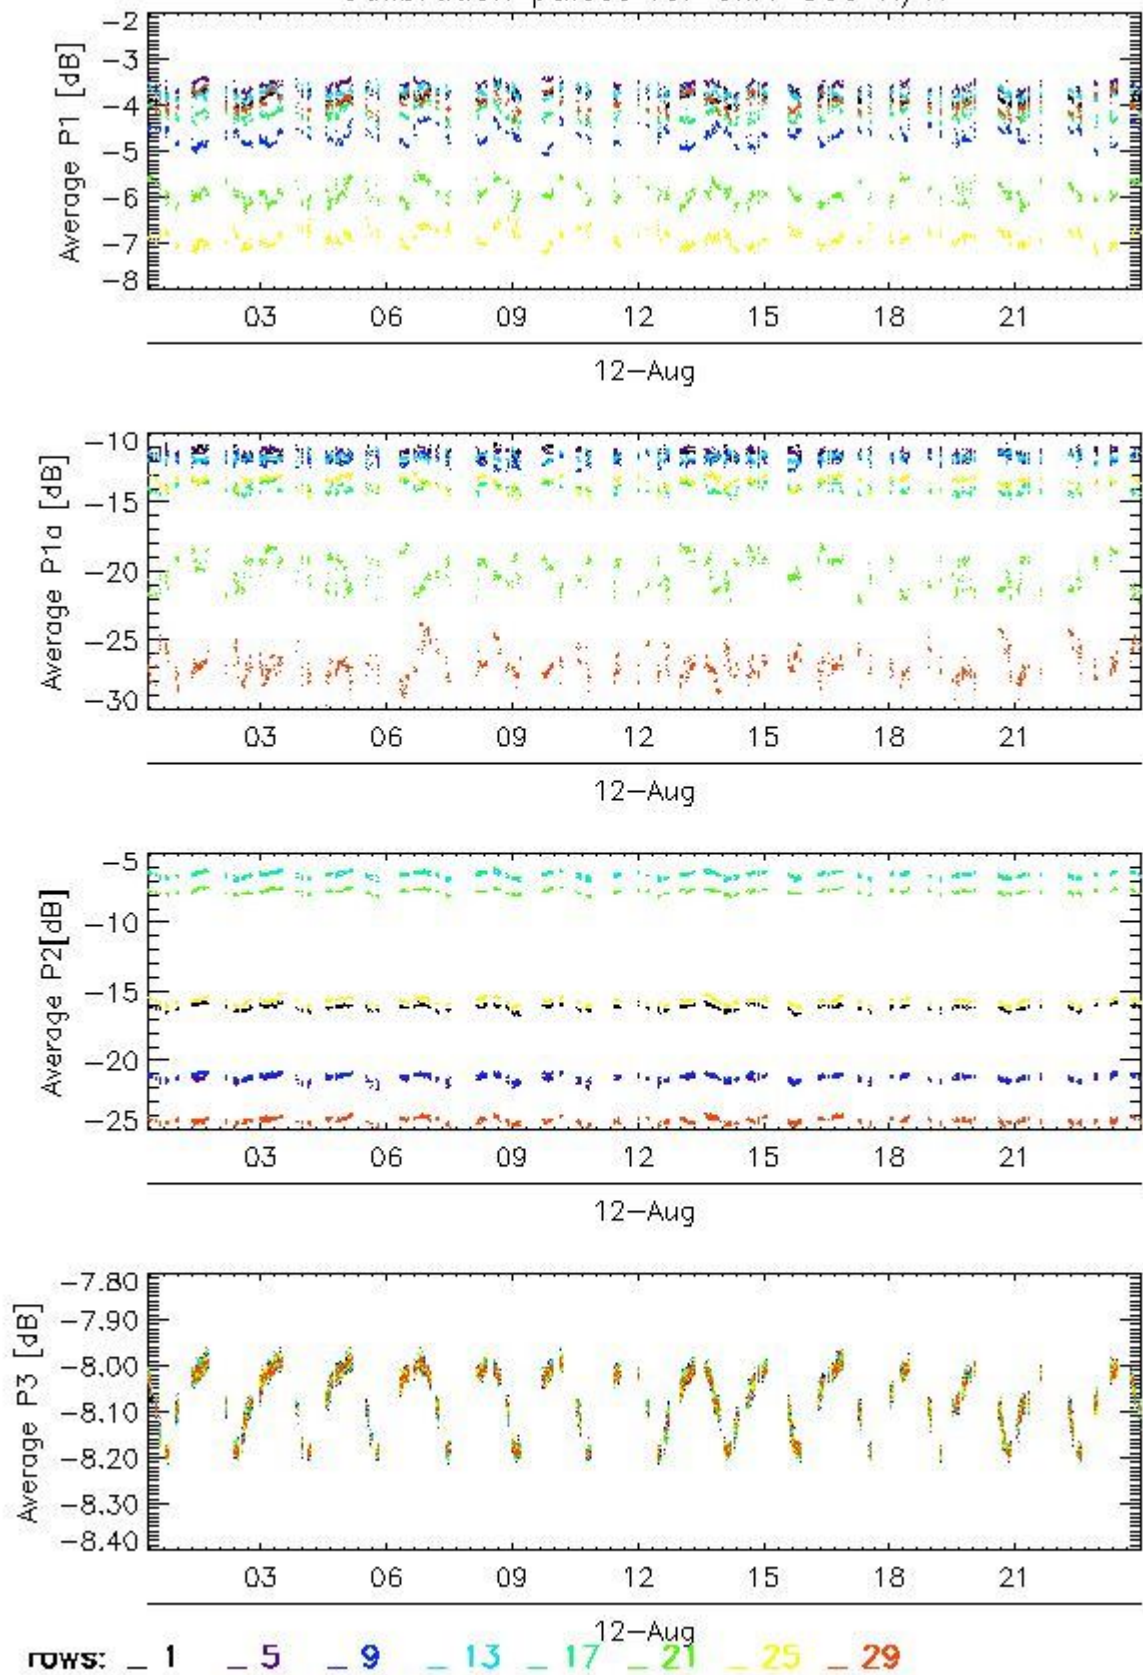 -2
-3
-4
-5
-6
-7
-8
Average P1 [dB]
03 06 09 12 15 18 21
12-Aug
-10
-15
-20
-25
-30
Average P1a [dB]
03 06 09 12 15 18 21
12-Aug
-5
-10
-15
-20
-25
Average P2[dB]
03 06 09 12 15 18 21
12-Aug
-7.80
-7.90
-8.00
-8.10
-8.20
-8.30
-8.40
Average P3 [dB]
03 06 09 12 15 18 21
12-Aug
rows: _ 1 _ 5 _ 9 _ 13 _ 17 _ 21 _ 25 _ 29